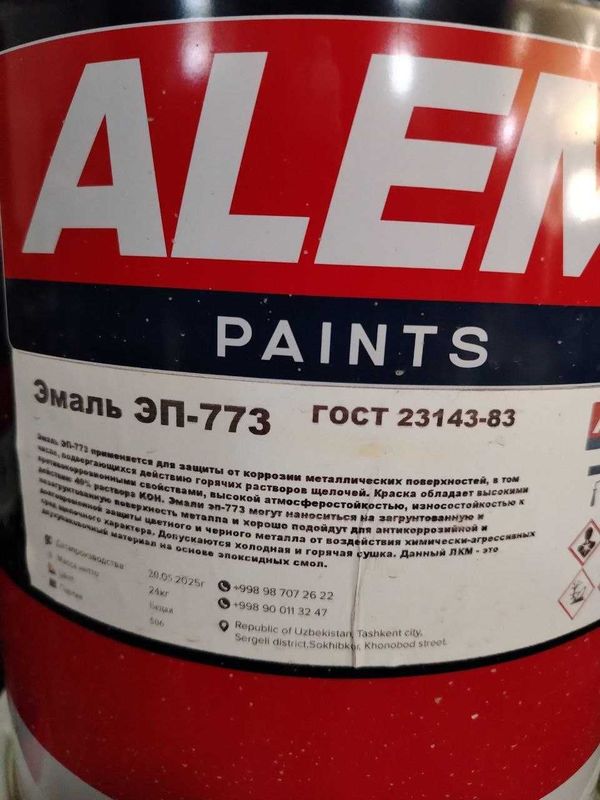 ALEM
PAINTS
Эмаль ЭП-773 ГОСТ 23143-83
Эмаль ЭП-773 применяется для защиты от коррозии металлических поверхностей, в том
числе, подвергающихся действию горячих растворов щелочей. Краска обладает высокими
противокоррозионными свойствами, высокой атмосферостойкостью, износостойкостью к
действию 40% раствора КОН. Эмали эп-773 могут наноситься на загрунтованную и
незагрунтованную поверхность металла и хорошо подойдут для антикоррозийной и
долговременной защиты цветного и черного металла от воздействия химически-агрессивных
сред щелочного характера. Допускаются холодная и горячая сушка. Данный ЛКМ - это
двухупаковочный материал на основе эпоксидных смол.
Дата производства 20.05.2025г +998 98 707 26 22
Масса нетто 24кг +998 90 011 32 47
Цвет
Партия 506 Republic of Uzbekistan, Tashkent city,
Sergeli district, Sokhibkor, Khonobod street.